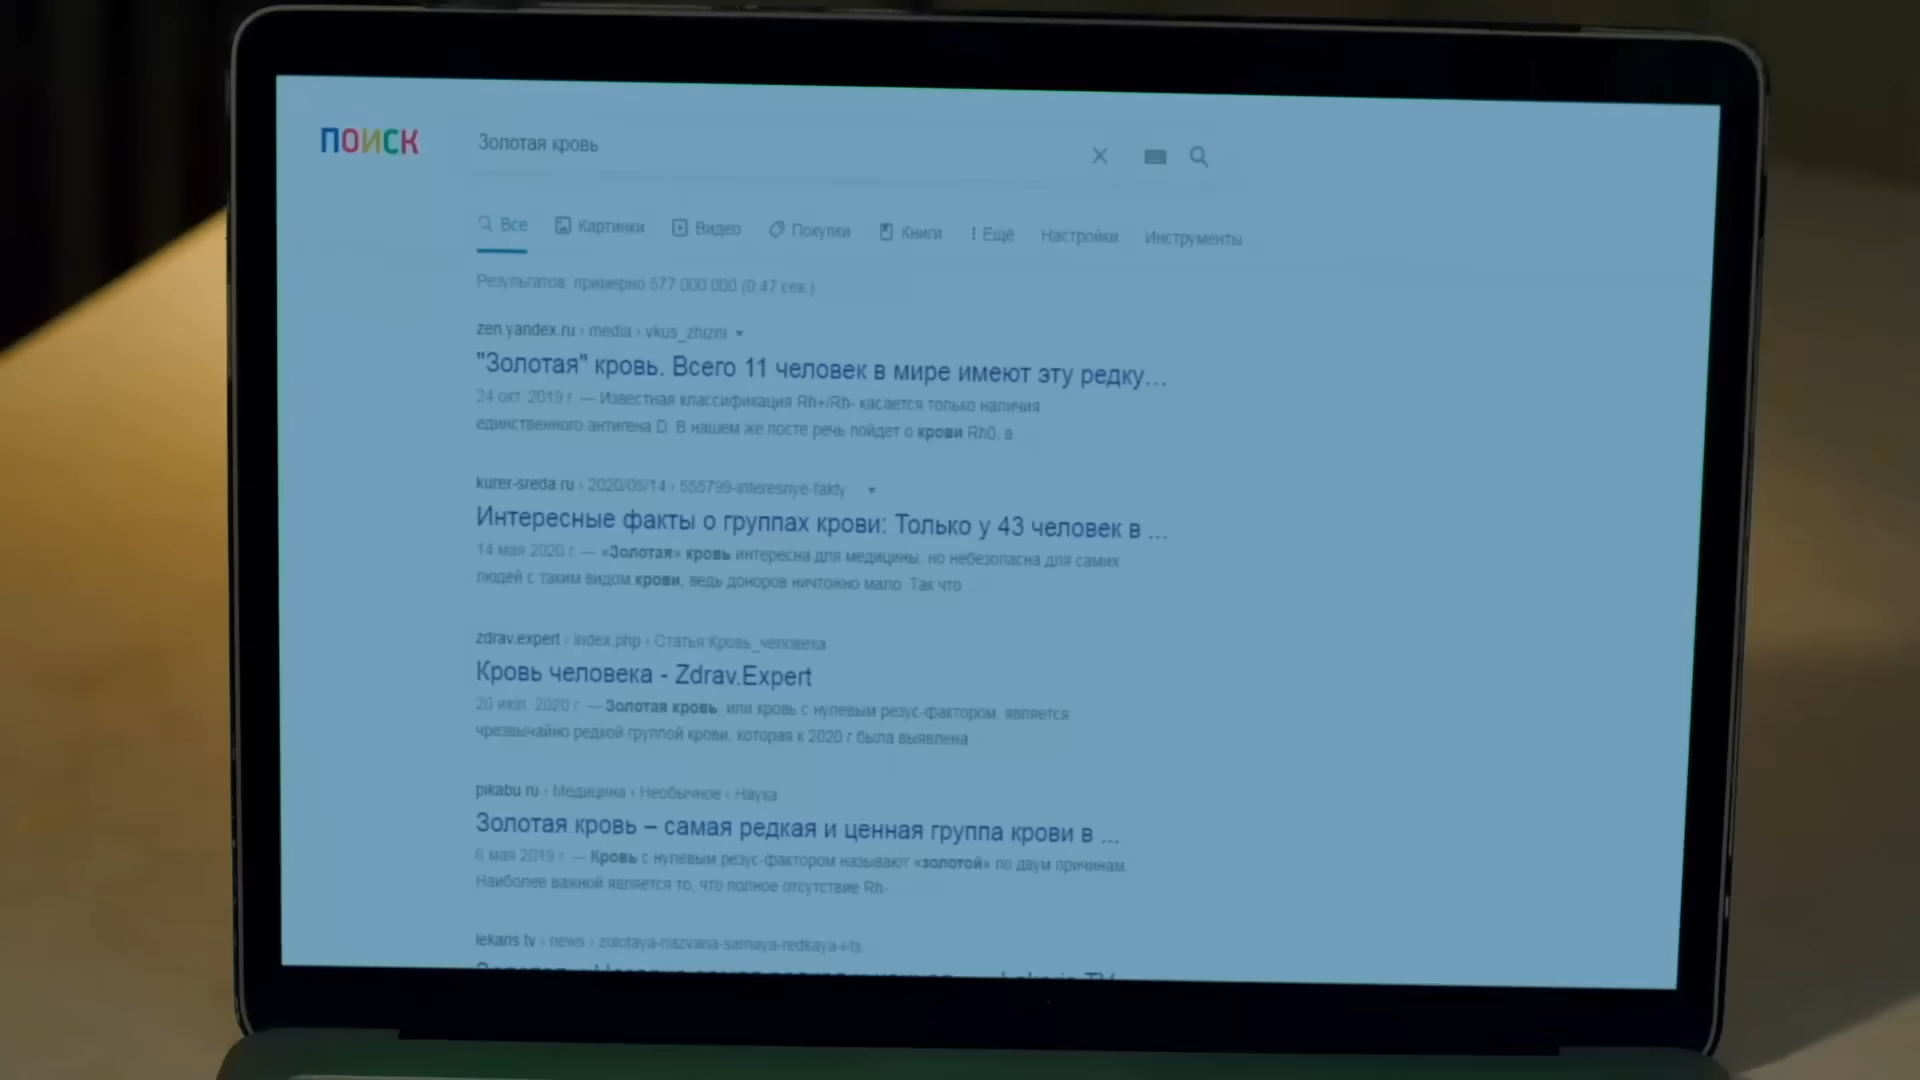 ПОИСК
Золотая кровь
Все Картинки Видео Покупки Книги Ещё Настройки Инструменты
Результатов: примерно 577 000 000 (0,47 сек.)
zen.yandex.ru › media › vkus_zhizni
"Золотая" кровь. Всего 11 человек в мире имеют эту редку...
24 окт. 2019 г. — Известная классификация Rh+/Rh- касается только наличия
единственного антигена D. В нашем же посте речь пойдет о крови Rh0, в
kurer-sreda.ru › 2020/05/14 › 555799-interesnye-fakty
Интересные факты о группах крови: Только у 43 человек в ...
14 мая 2020 г. — «Золотая» кровь интересна для медицины, но небезопасна для самих
людей с таким видом крови, ведь доноров ничтожно мало. Так что
zdrav.expert › index.php › Статья:Кровь_человека
Кровь человека - Zdrav.Expert
20 июл. 2020 г. — Золотая кровь, или кровь с нулевым резус-фактором, является
чрезвычайно редкой группой крови, которая к 2020 г была выявлена
pikabu.ru › Медицина › Необычное › Наука
Золотая кровь – самая редкая и ценная группа крови в ...
6 мая 2019 г. — Кровь с нулевым резус-фактором называют «золотой» по двум причинам.
Наиболее важной является то, что полное отсутствие Rh-
lekans.tv › news › zolotaya-nazvana-samaya-redkaya-i-ts